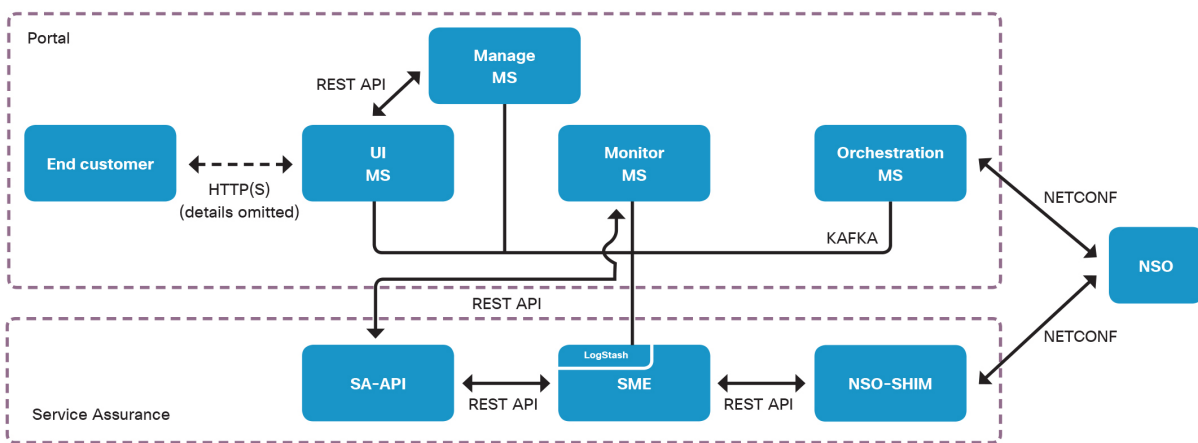 Portal
Manage
MS
REST API
End customer
HTTP(S)
(details omitted)
UI
MS
Monitor
MS
Orchestration
MS
NETCONF
KAFKA
NSO
REST API
NETCONF
SA-API
REST API
LogStash
SME
REST API
NSO-SHIM
Service Assurance